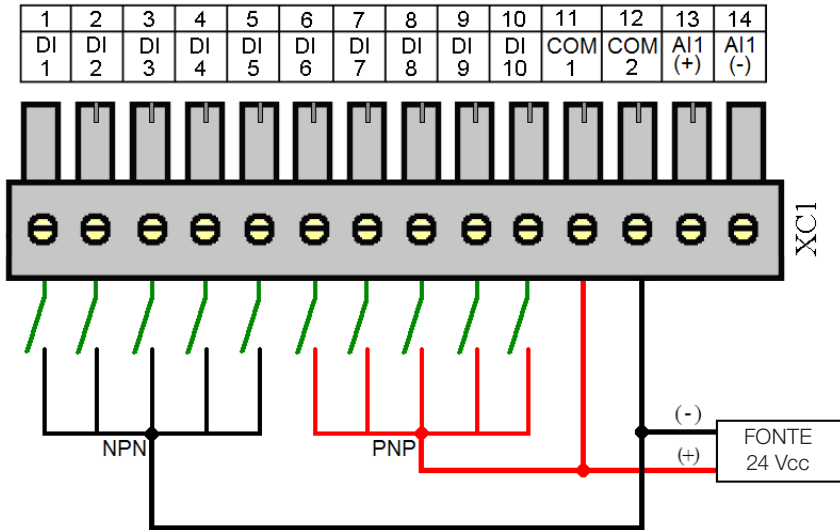 1 2 3 4 5 6 7 8 9 10 11 12 13 14
DI DI DI DI DI DI DI DI DI DI COM COM AI1 AI1
1 2 3 4 5 6 7 8 9 10 1 2 (+) (-)
XC1
NPN
PNP
(-)
(+)
FONTE
24 Vcc